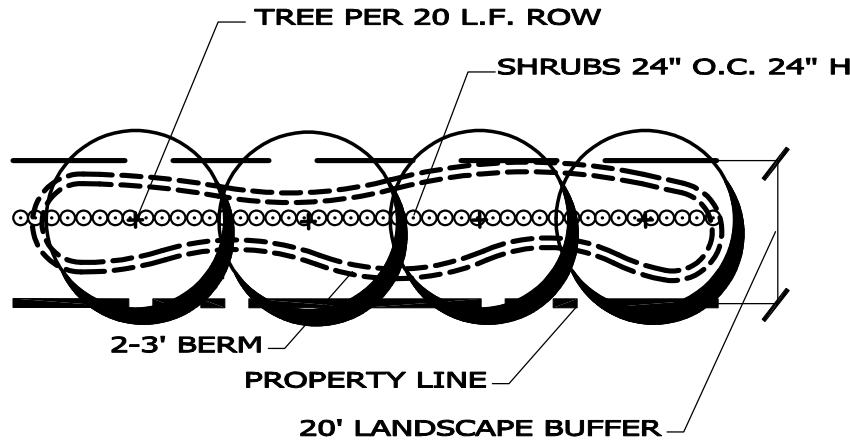 TREE PER 20 L.F. ROW
SHRUBS 24" O.C. 24" H
2-3' BERM
PROPERTY LINE
20' LANDSCAPE BUFFER